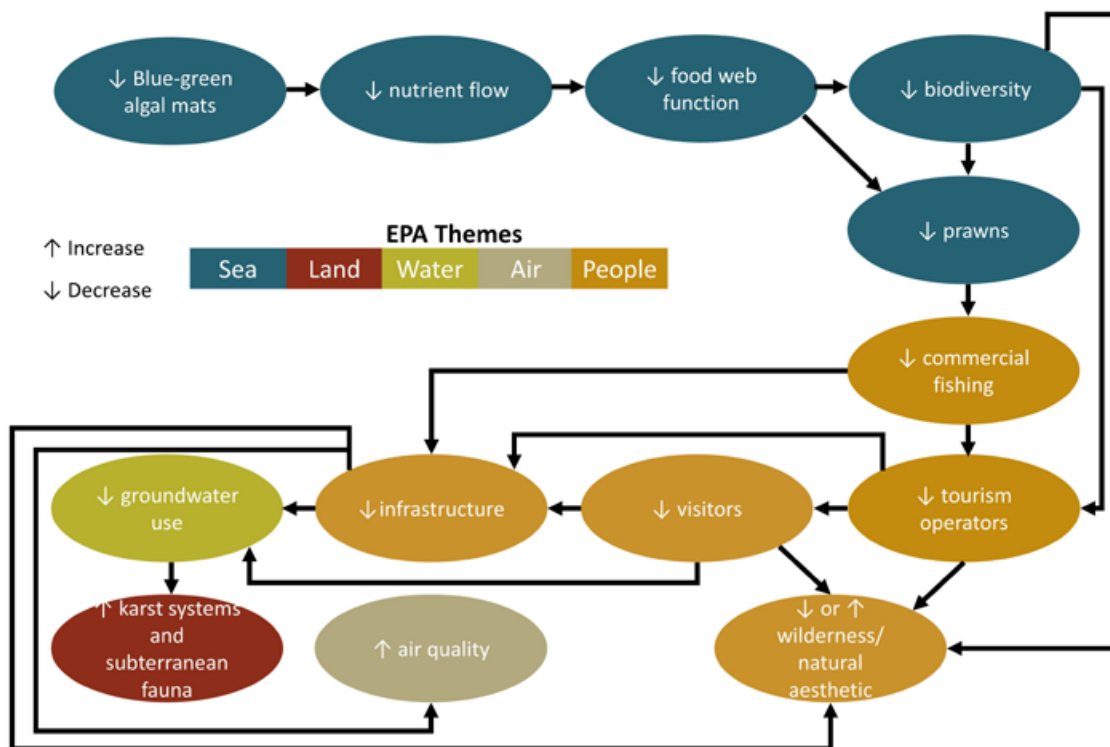 ↓ Blue-green
algal mats
↓ nutrient flow
↓ food web
function
↓ biodiversity
↓ prawns
↑ Increase
↓ Decrease
EPA Themes
Sea Land Water Air People
↓ commercial
fishing
↓ groundwater
use
↓ infrastructure
↓ visitors
↓ tourism
operators
↑ karst systems
and
subterranean
fauna
↑ air quality
↓ or ↑
wilderness/
natural
aesthetic